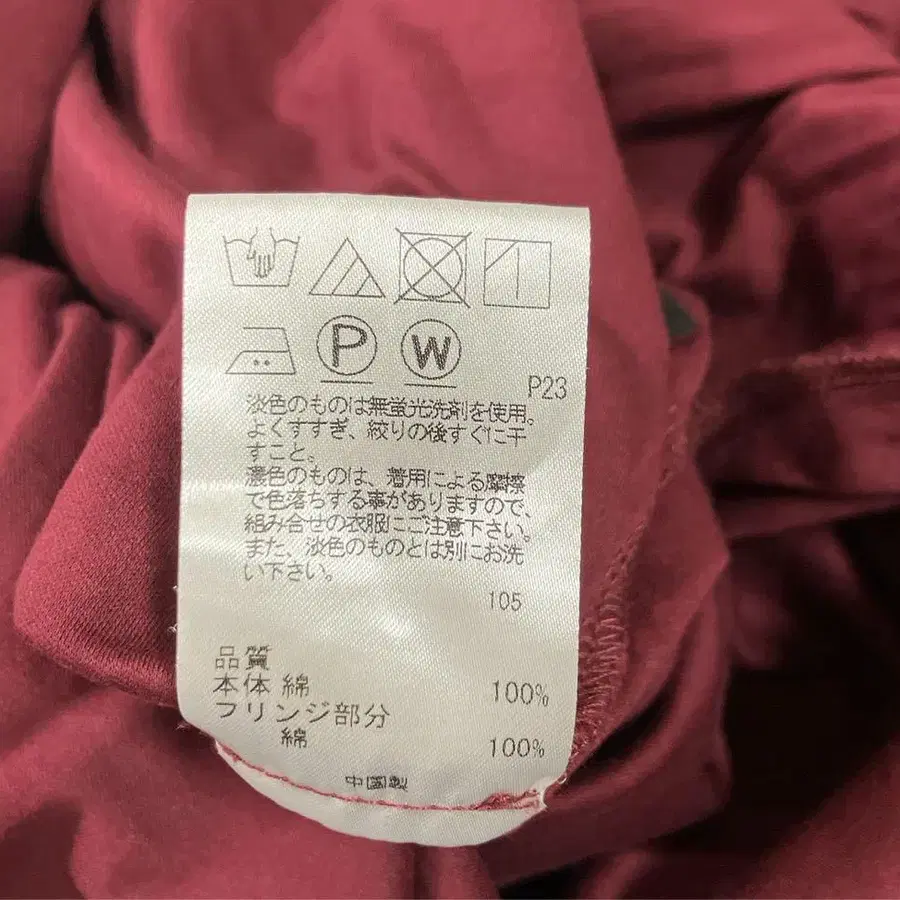 P W
P23
淡色のものは無蛍光洗剤を使用。
よくすすぎ、絞りの後すぐに干
すこと。
濃色のものは、着用による摩擦
で色落ちする事がありますので、
組み合せの衣服にご注意下さい。
また、淡色のものとは別にお洗
い下さい。
105
品質
本体 綿 100%
フリンジ部分
綿 100%
中国製